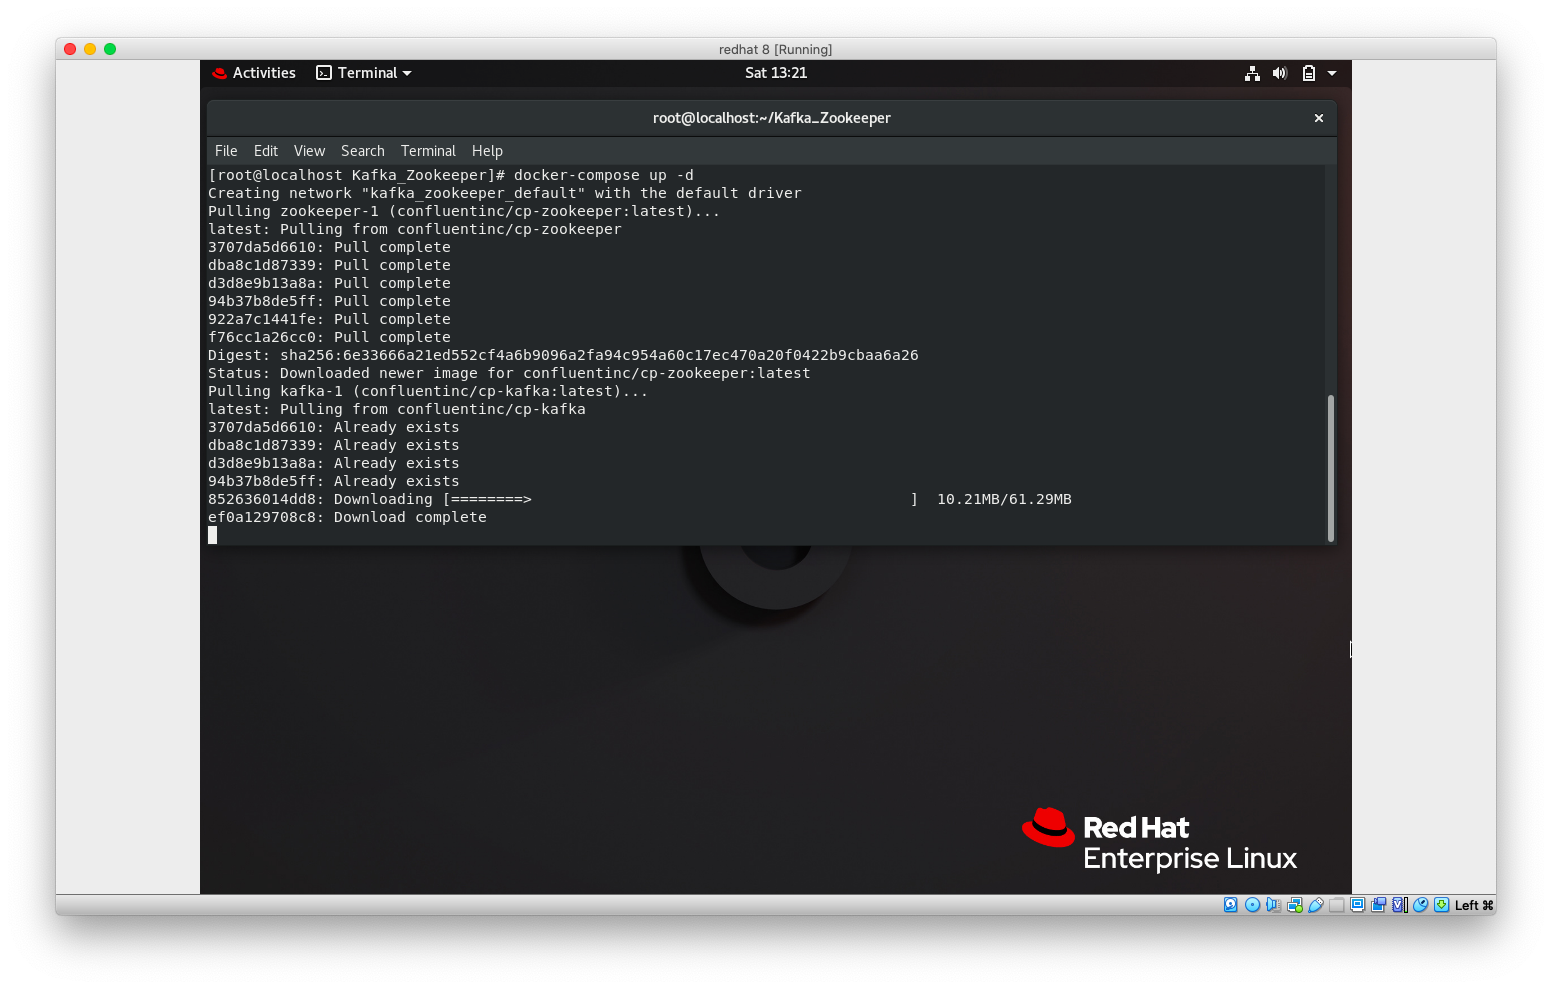 redhat 8 [Running]
Activities Terminal Sat 13:21
root@localhost:~/Kafka_Zookeeper ×
File Edit View Search Terminal Help
[root@localhost Kafka_Zookeeper]# docker-compose up -d
Creating network "kafka_zookeeper_default" with the default driver
Pulling zookeeper-1 (confluentinc/cp-zookeeper:latest)...
latest: Pulling from confluentinc/cp-zookeeper
3707da5d6610: Pull complete
dba8c1d87339: Pull complete
d3d8e9b13a8a: Pull complete
94b37b8de5ff: Pull complete
922a7c1441fe: Pull complete
f76cc1a26cc0: Pull complete
Digest: sha256:6e33666a21ed552cf4a6b9096a2fa94c954a60c17ec470a20f0422b9cbaa6a26
Status: Downloaded newer image for confluentinc/cp-zookeeper:latest
Pulling kafka-1 (confluentinc/cp-kafka:latest)...
latest: Pulling from confluentinc/cp-kafka
3707da5d6610: Already exists
dba8c1d87339: Already exists
d3d8e9b13a8a: Already exists
94b37b8de5ff: Already exists
852636014dd8: Downloading [========>                                          ]  10.21MB/61.29MB
ef0a129708c8: Download complete
Red Hat
Enterprise Linux
Left ⌘